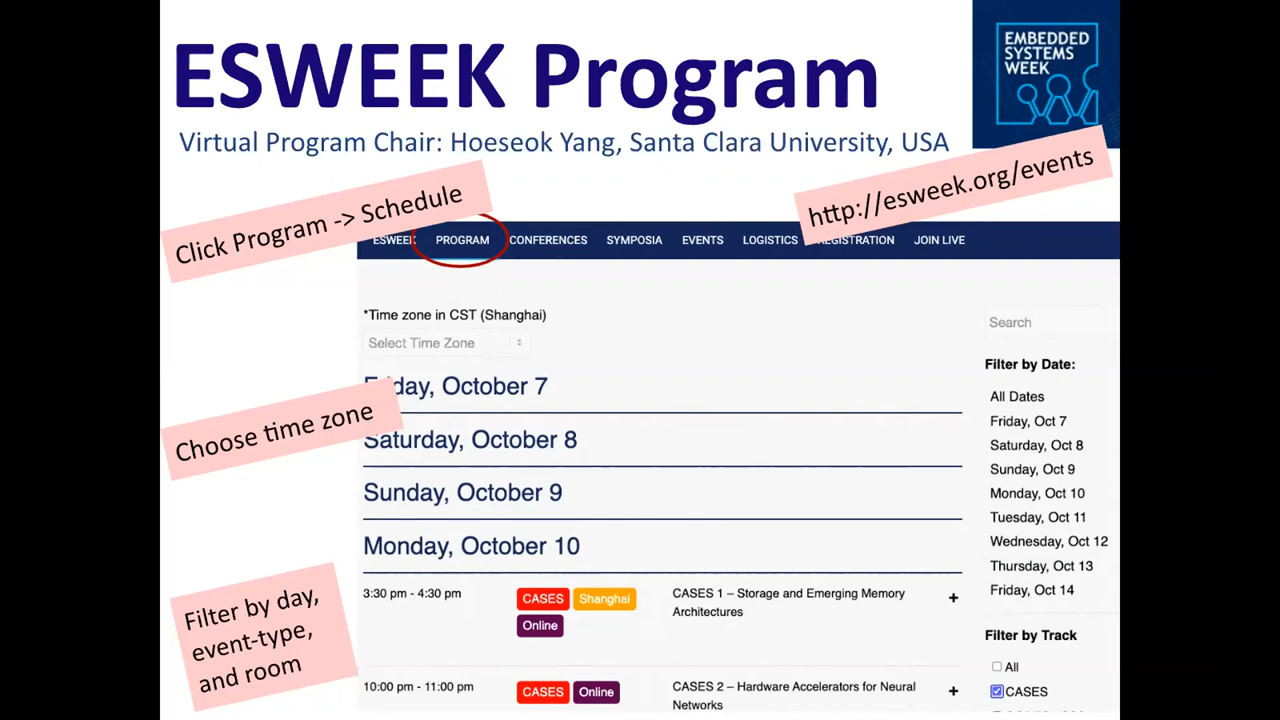 ESWEEK Program
EMBEDDED
SYSTEMS
WEEK
Virtual Program Chair: Hoeseok Yang, Santa Clara University, USA
Click Program -> Schedule
http://esweek.org/events
ESWEEK PROGRAM CONFERENCES SYMPOSIA EVENTS LOGISTICS REGISTRATION JOIN LIVE
*Time zone in CST (Shanghai)
Select Time Zone
Search
Choose time zone
Friday, October 7
Saturday, October 8
Sunday, October 9
Monday, October 10
Filter by Date:
All Dates
Friday, Oct 7
Saturday, Oct 8
Sunday, Oct 9
Monday, Oct 10
Tuesday, Oct 11
Wednesday, Oct 12
Thursday, Oct 13
Friday, Oct 14
Filter by day,
event-type,
and room
3:30 pm - 4:30 pm CASES Shanghai CASES 1 – Storage and Emerging Memory +
Online Architectures
10:00 pm - 11:00 pm CASES Online CASES 2 – Hardware Accelerators for Neural +
Networks
Filter by Track
All
CASES